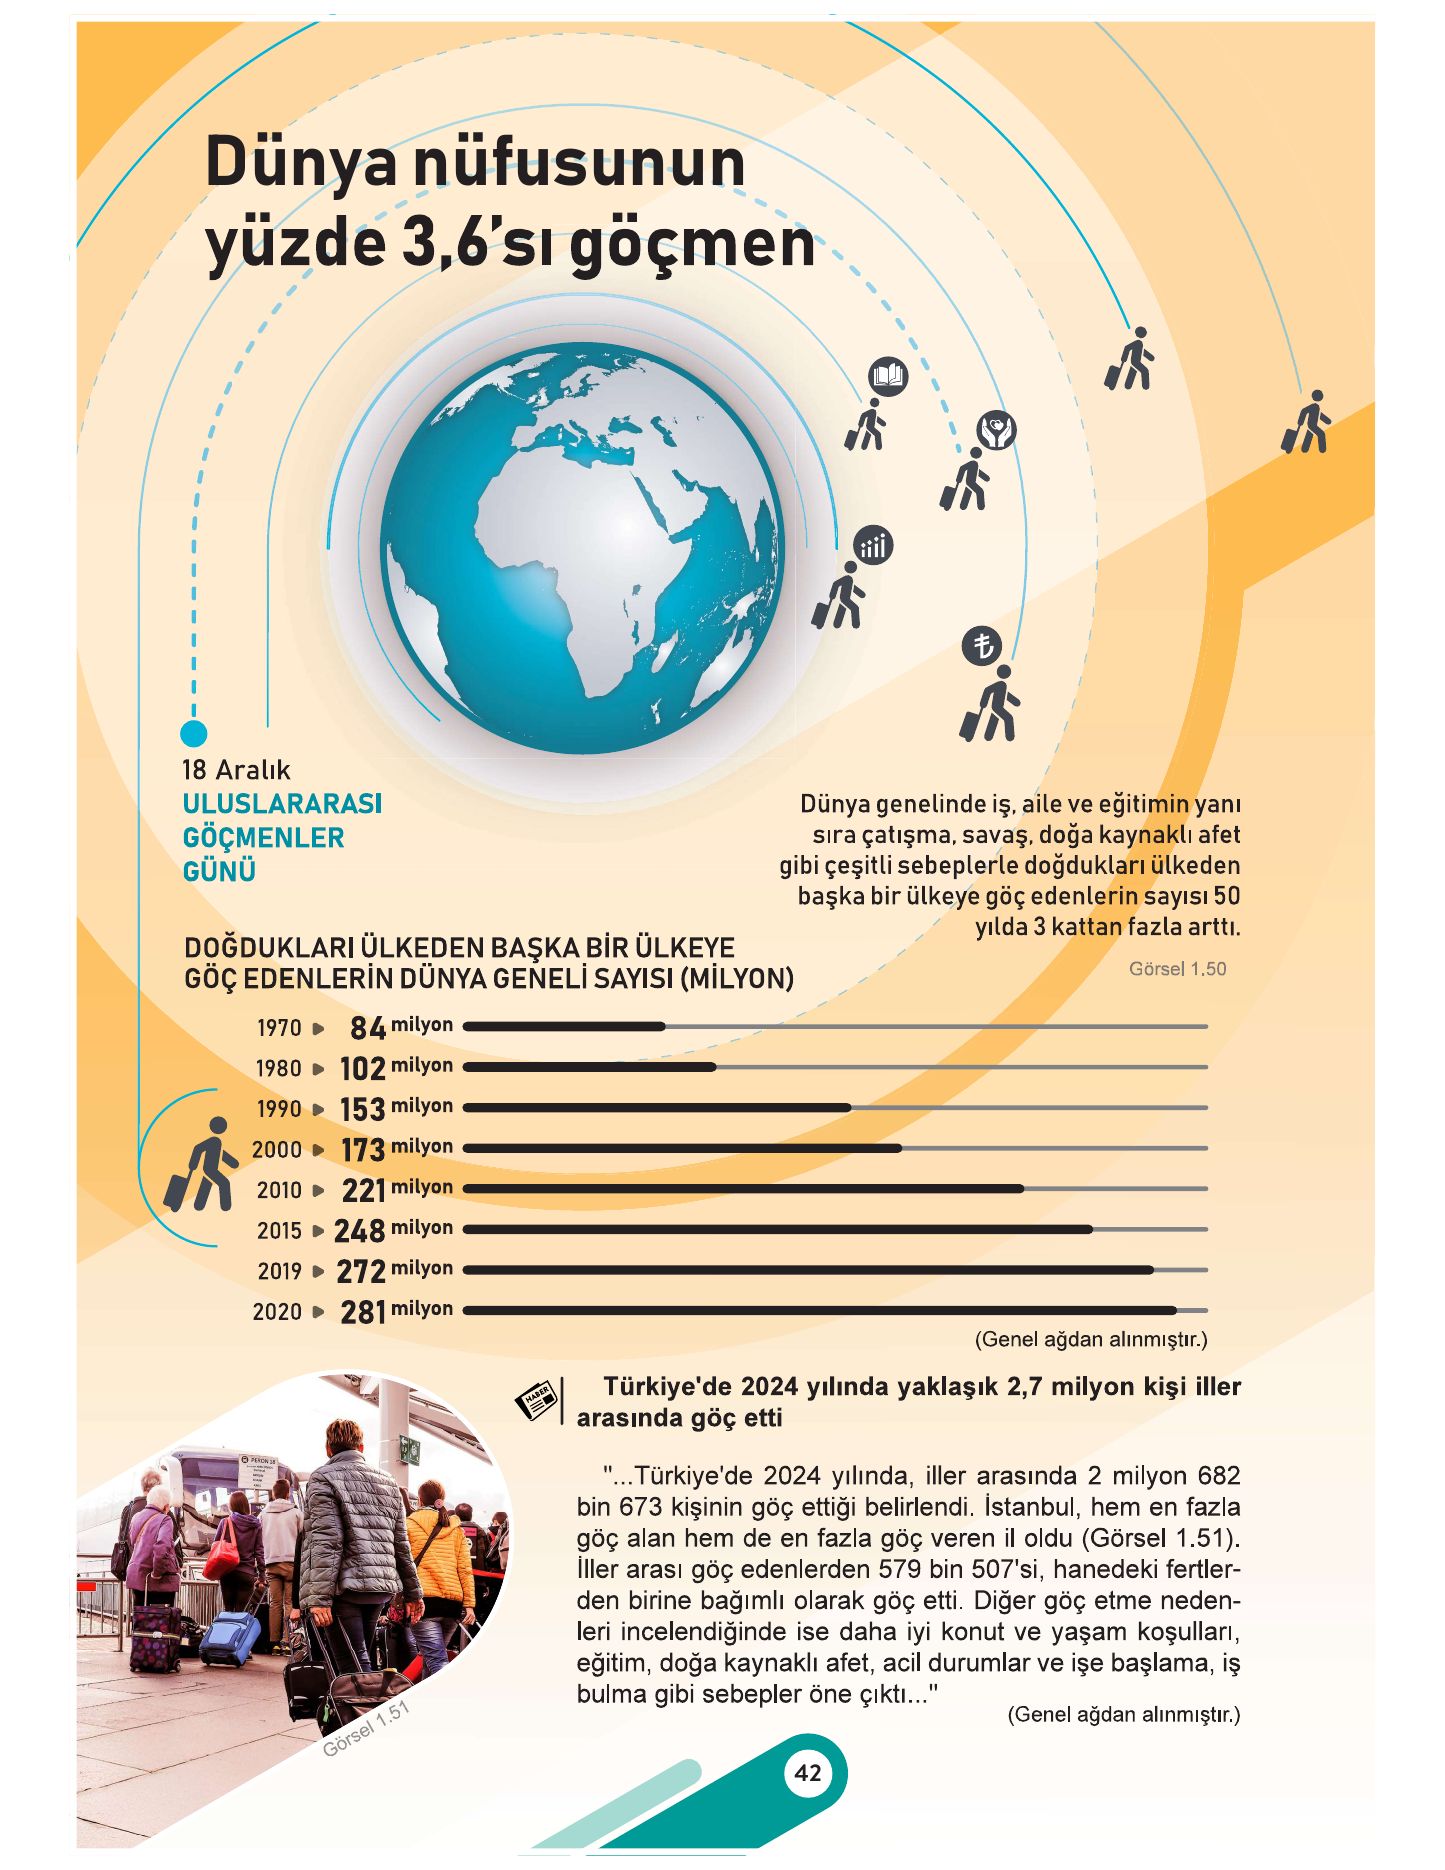 Dünya nüfusunun
yüzde 3,6'sı göçmen
18 Aralık
ULUSLARARASI
GÖÇMENLER
GÜNÜ
Dünya genelinde iş, aile ve eğitimin yanı
sıra çatışma, savaş, doğa kaynaklı afet
gibi çeşitli sebeplerle doğdukları ülkeden
başka bir ülkeye göç edenlerin sayısı 50
yılda 3 kattan fazla arttı.
Görsel 1.50
DOĞDUKLARI ÜLKEDEN BAŞKA BİR ÜLKEYE
GÖÇ EDENLERİN DÜNYA GENELİ SAYISI (MİLYON)
1970 84 milyon
1980 102 milyon
1990 153 milyon
2000 173 milyon
2010 221 milyon
2015 248 milyon
2019 272 milyon
2020 281 milyon
(Genel ağdan alınmıştır.)
HABER
Türkiye'de 2024 yılında yaklaşık 2,7 milyon kişi iller
arasında göç etti
"...Türkiye'de 2024 yılında, iller arasında 2 milyon 682
bin 673 kişinin göç ettiği belirlendi. İstanbul, hem en fazla
göç alan hem de en fazla göç veren il oldu (Görsel 1.51).
İller arası göç edenlerden 579 bin 507'si, hanedeki fertler-
den birine bağımlı olarak göç etti. Diğer göç etme neden-
leri incelendiğinde ise daha iyi konut ve yaşam koşulları,
eğitim, doğa kaynaklı afet, acil durumlar ve işe başlama, iş
bulma gibi sebepler öne çıktı..."
(Genel ağdan alınmıştır.)
PERON 18
Görsel 1.51
42